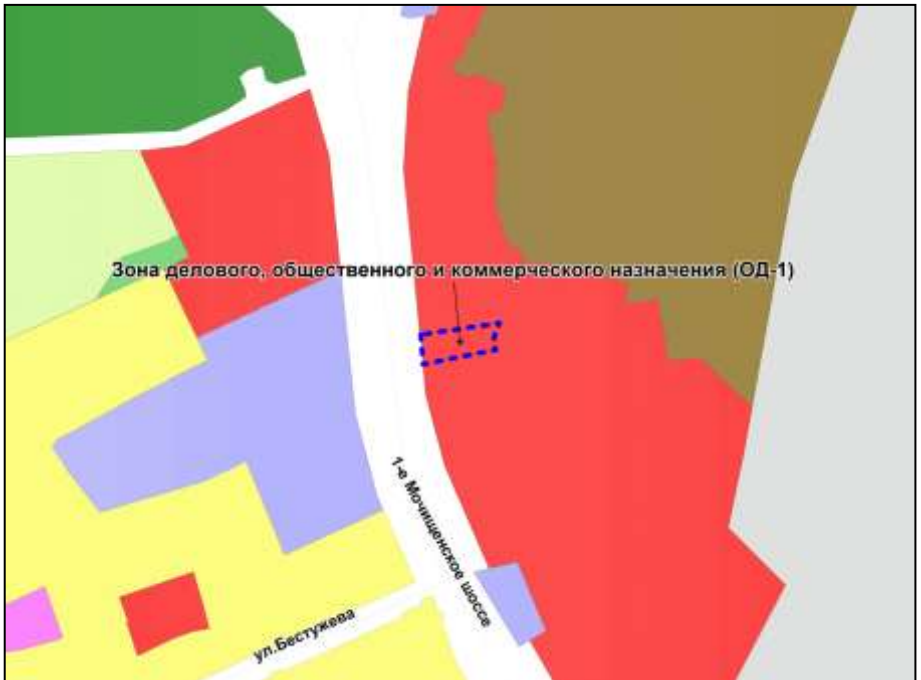 Зона делового, общественного и коммерческого назначения (ОД-1)
1-е Мочищенское шоссе
ул.Бестужева